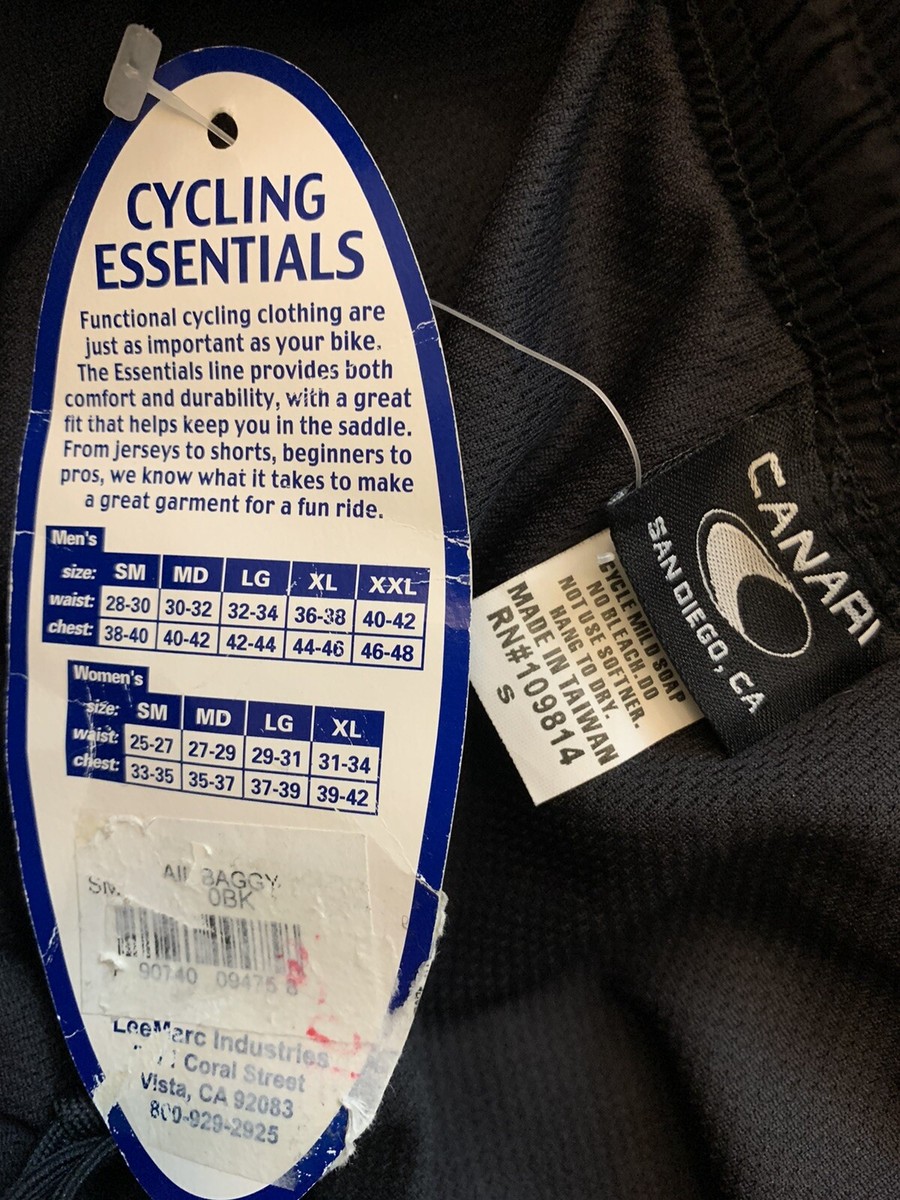 CYCLING
ESSENTIALS
Functional cycling clothing are
just as important as your bike.
The Essentials line provides both
comfort and durability, with a great
fit that helps keep you in the saddle.
From jerseys to shorts, beginners to
pros, we know what it takes to make
a great garment for a fun ride.
Men's
size: SM MD LG XL XXL
waist: 28-30 30-32 32-34 36-38 40-42
chest: 38-40 40-42 42-44 44-46 46-48
Women's
size: SM MD LG XL
waist: 25-27 27-29 29-31 31-34
chest: 33-35 35-37 37-39 39-42
BAGGY
SM
0BK
90740 09475 8
LeeMarc Industries
Coral Street
Vista, CA 92083
800-929-2925
CANARI
SAN DIEGO, CA
CYCLE MILD SOAP
NO BLEACH. DO
NOT USE SOFTNER.
HANG TO DRY.
MADE IN TAIWAN
RN#109814
S